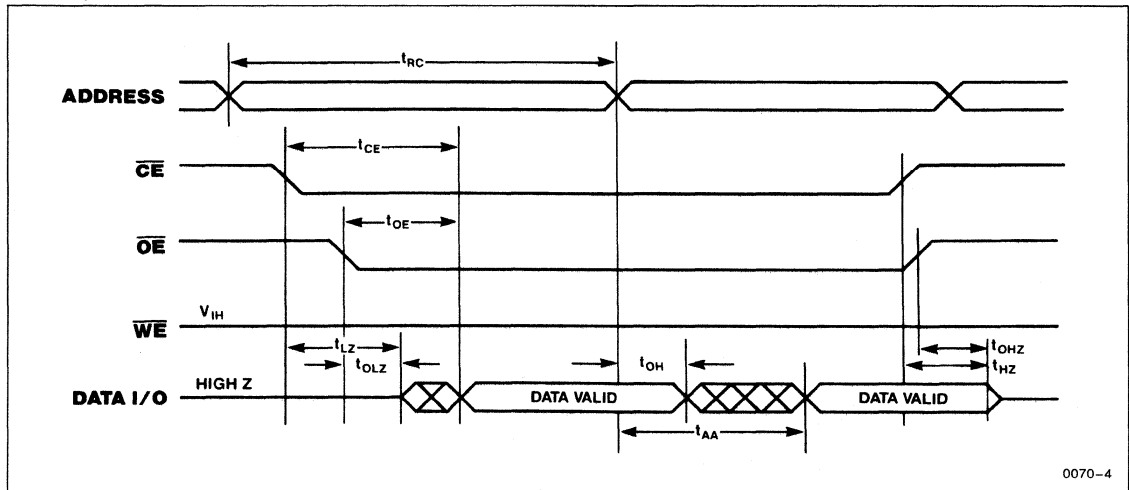 tRC
ADDRESS
tCE
CE
tOE
OE
VIH
WE
tLZ
tOHZ
tOLZ
tOH
tHZ
HIGH Z
DATA I/O
DATA VALID
DATA VALID
tAA
0070-4